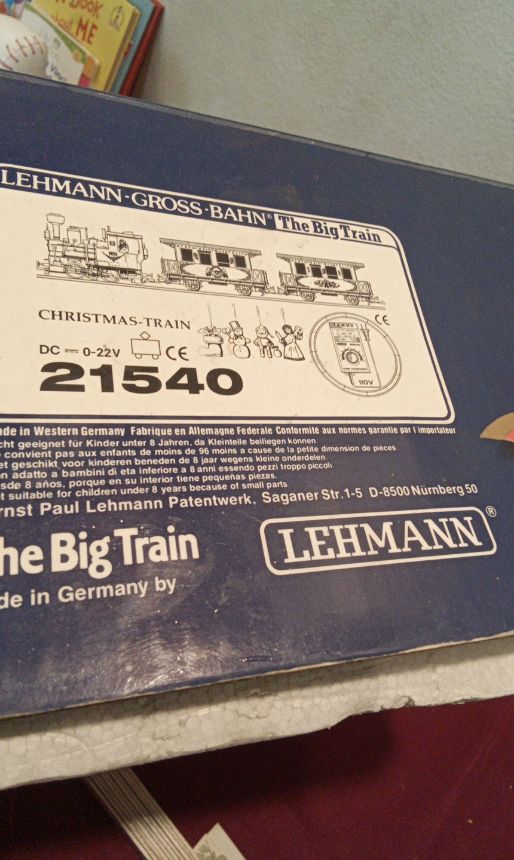 BOOK
ME
LEHMANN·GROSS·BAHN® The Big Train
CHRISTMAS-TRAIN
CE
DC 0-22V CE
21540
110V
de in Western Germany Fabrique en Allemagne Federale Conformité aux normes garantie par l'importateur
cht geeignet für Kinder unter 8 Jahren, da Kleinteile beiliegen können
convient pas aux enfants de moins de 96 moins a cause de la petite dimension de pièces
et geschikt voor kinderen beneden de 8 jaar wegens kleine onderdelen
n adatto a bambini di eta inferiore a 8 anni essendo pezzi troppo piccoli
sde 8 años, porque en su interior tiene pequeñas piezas.
t suitable for children under 8 years because of small parts
rnst Paul Lehmann Patentwerk, Saganer Str.1-5 D-8500 Nürnberg 50
he Big Train
de in Germany by
LEHMANN®